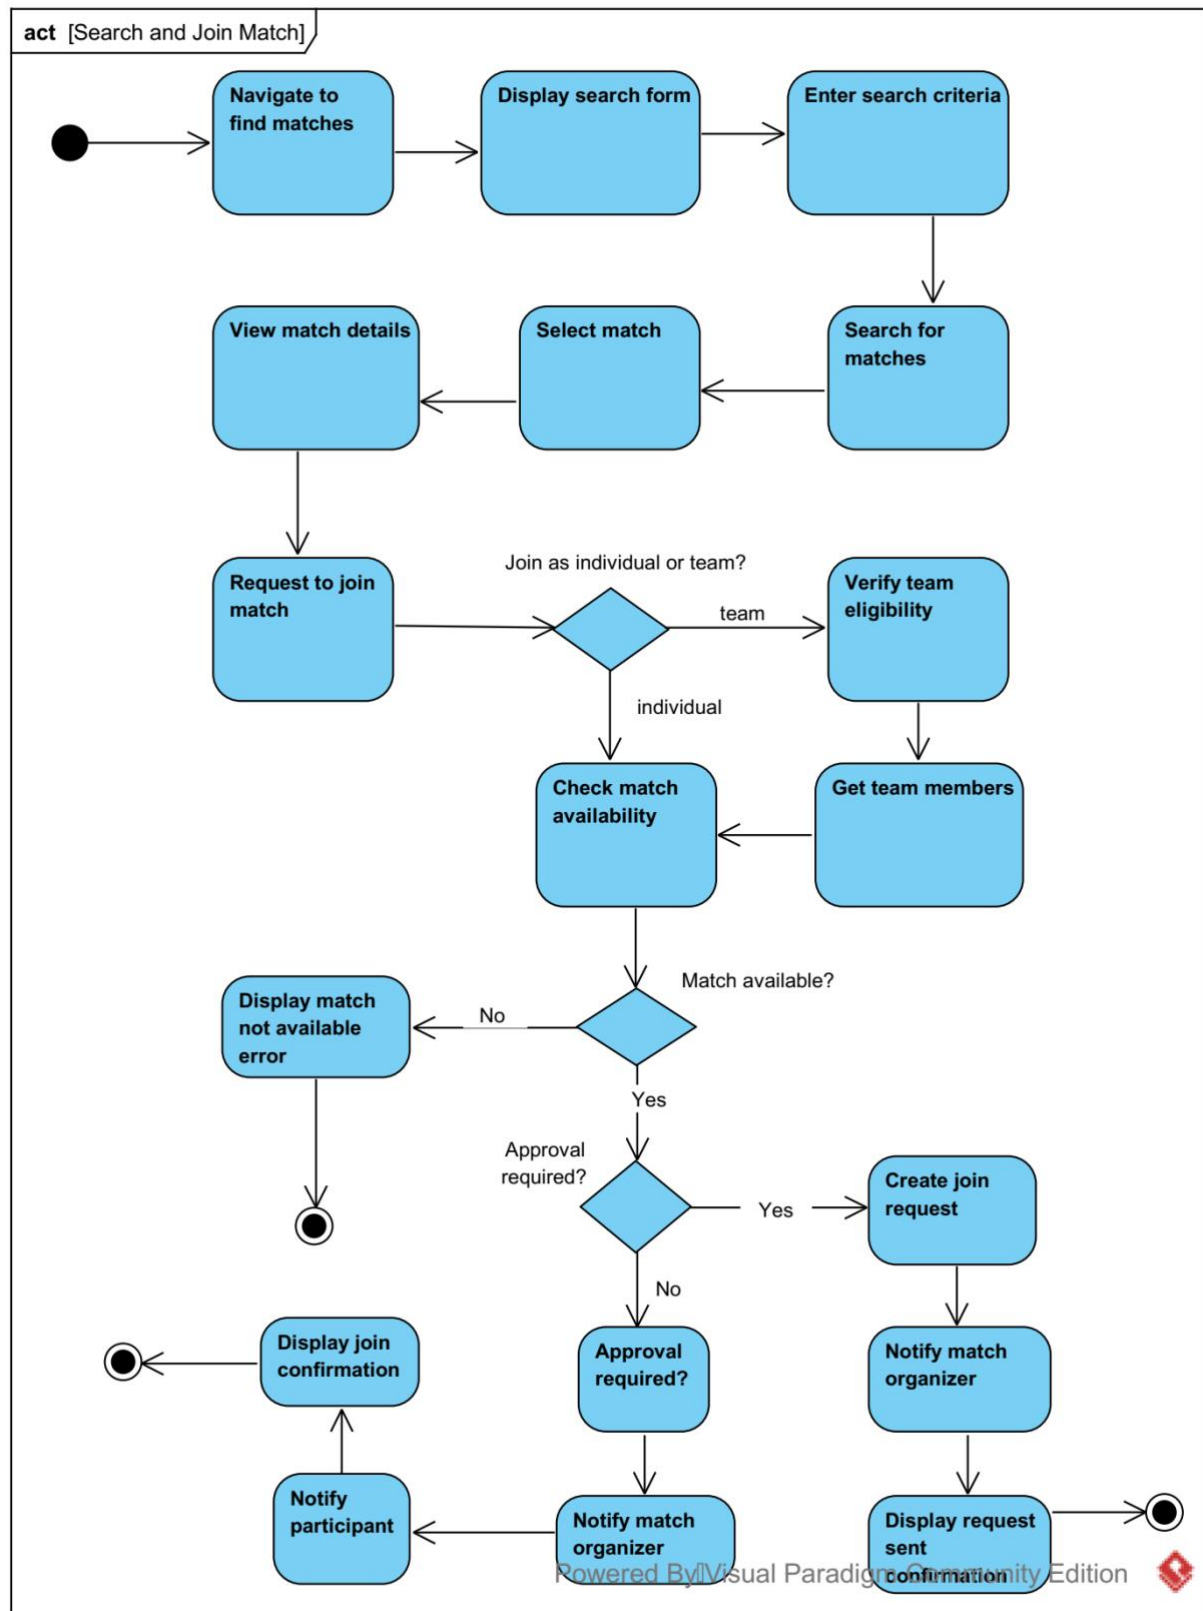 act [Search and Join Match]
Navigate to
find matches
Display search form
Enter search criteria
View match details
Select match
Search for
matches
Request to join
match
Join as individual or team?
team
Verify team
eligibility
individual
Check match
availability
Get team members
Match available?
Display match
not available
error
No
Yes
Approval
required?
Yes
Create join
request
No
Display join
confirmation
Approval
required?
Notify match
organizer
Notify
participant
Notify match
organizer
Display request
sent
confirmation
Powered By Visual Paradigm Community Edition